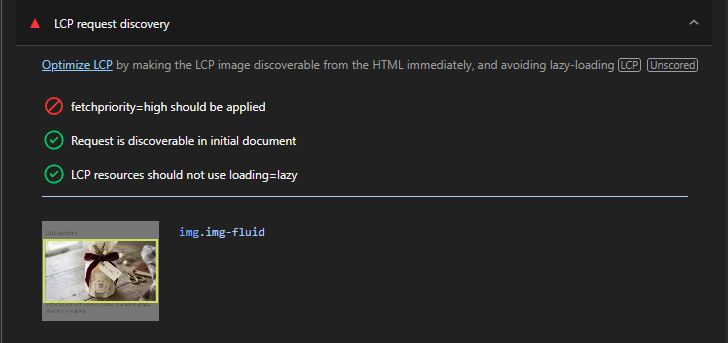 LCP request discovery
Optimize LCP by making the LCP image discoverable from the HTML immediately, and avoiding lazy-loading LCP Unscored
fetchpriority=high should be applied
Request is discoverable in initial document
LCP resources should not use loading=lazy
img.img-fluid